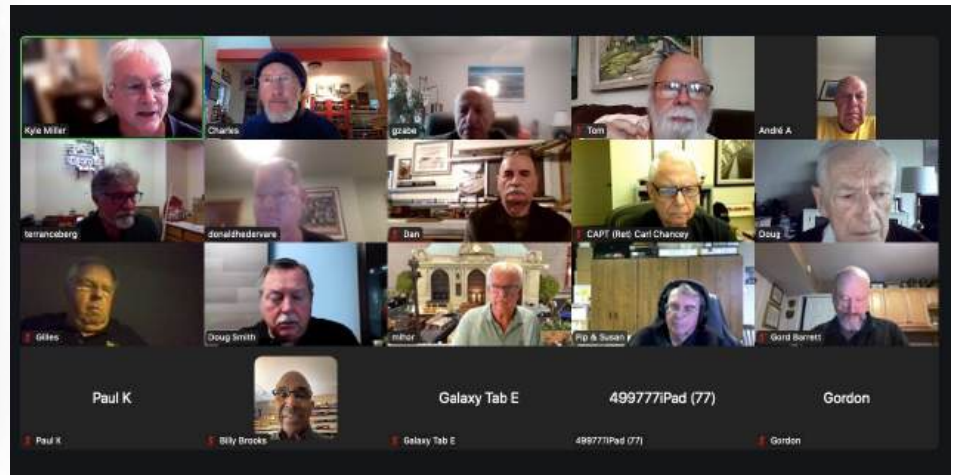 Kyle Miller
Charles
gzabe
Tom
André A
terranceberg
donaldhedervare
Dan
CAPT (Ret) Carl Chancey
Doug
Gilles
Doug Smith
mihor
Pip & Susan
Gord Barrett
Paul K
Galaxy Tab E
499777iPad (77)
Gordon
Paul K
Billy Brooks
Galaxy Tab E
499777iPad (77)
Gordon